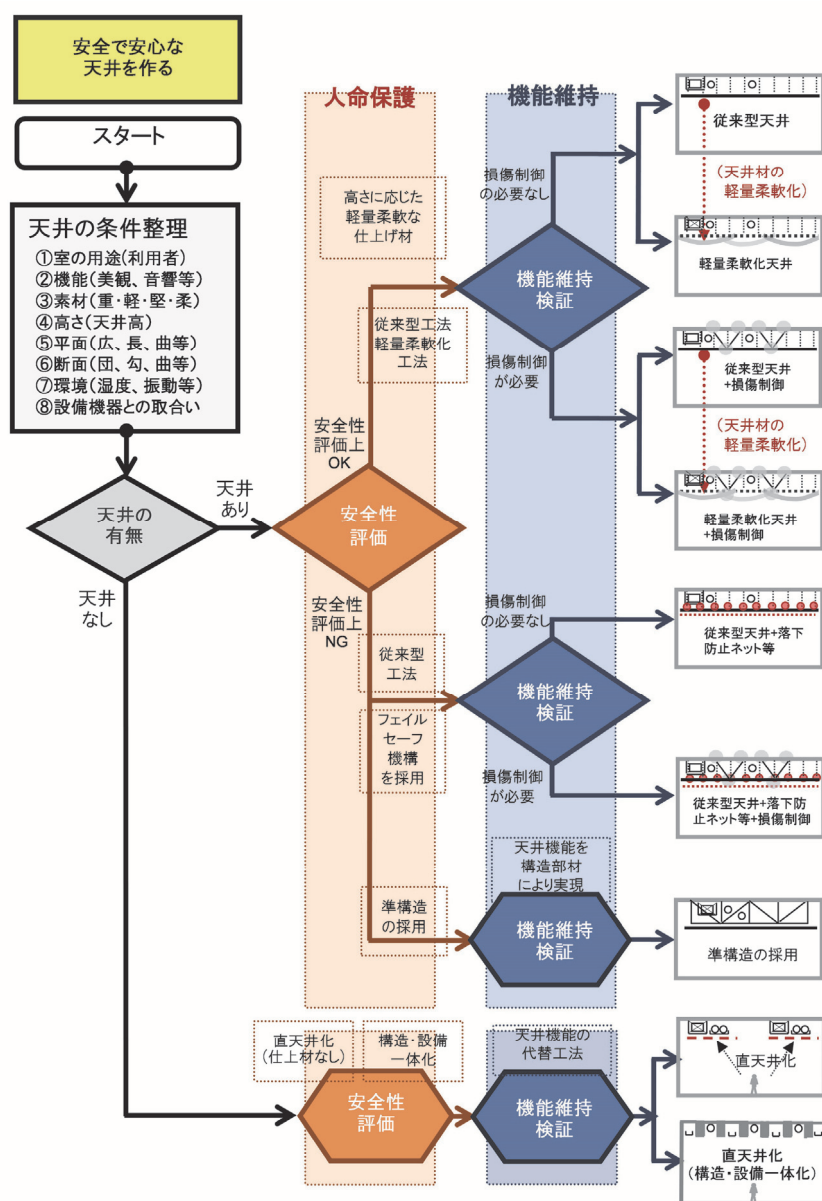 安全で安心な
天井を作る
スタート
天井の条件整理
①室の用途(利用者)
②機能(美観、音響等)
③素材(重・軽・堅・柔)
④高さ(天井高)
⑤平面(広、長、曲等)
⑥断面(団、勾、曲等)
⑦環境(湿度、振動等)
⑧設備機器との取合い
天井の
有無
天井
あり
天井
なし
人命保護
機能維持
高さに応じた
軽量柔軟な
仕上げ材
従来型工法
軽量柔軟化
工法
安全性
評価上
OK
安全性
評価
安全性
評価上
NG
従来型
工法
フェイル
セーフ
機構
を採用
準構造
の採用
損傷制御
の必要なし
機能維持
検証
損傷制御
が必要
損傷制御
の必要なし
機能維持
検証
損傷制御
が必要
天井機能を
構造部材
により実現
機能維持
検証
従来型天井
(天井材の
軽量柔軟化)
軽量柔軟化天井
従来型天井
+損傷制御
(天井材の
軽量柔軟化)
軽量柔軟化天井
+損傷制御
従来型天井+落下
防止ネット等
従来型天井+落下防
止ネット等+損傷制御
準構造の採用
直天井化
(仕上材なし)
構造・設備
一体化
安全性
評価
天井機能の
代替工法
機能維持
検証
直天井化
直天井化
(構造・設備一体化)